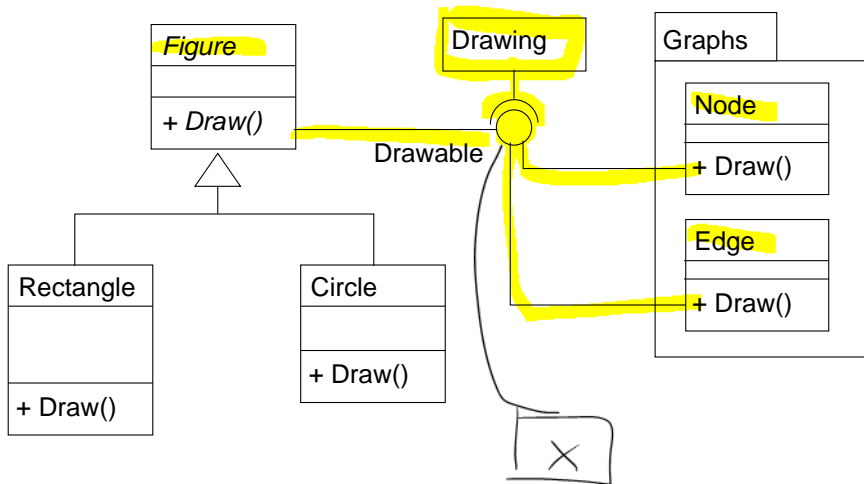 Figure
+ Draw()
Drawing
Drawable
Graphs
Node
+ Draw()
Edge
+ Draw()
Rectangle
+ Draw()
Circle
+ Draw()
X